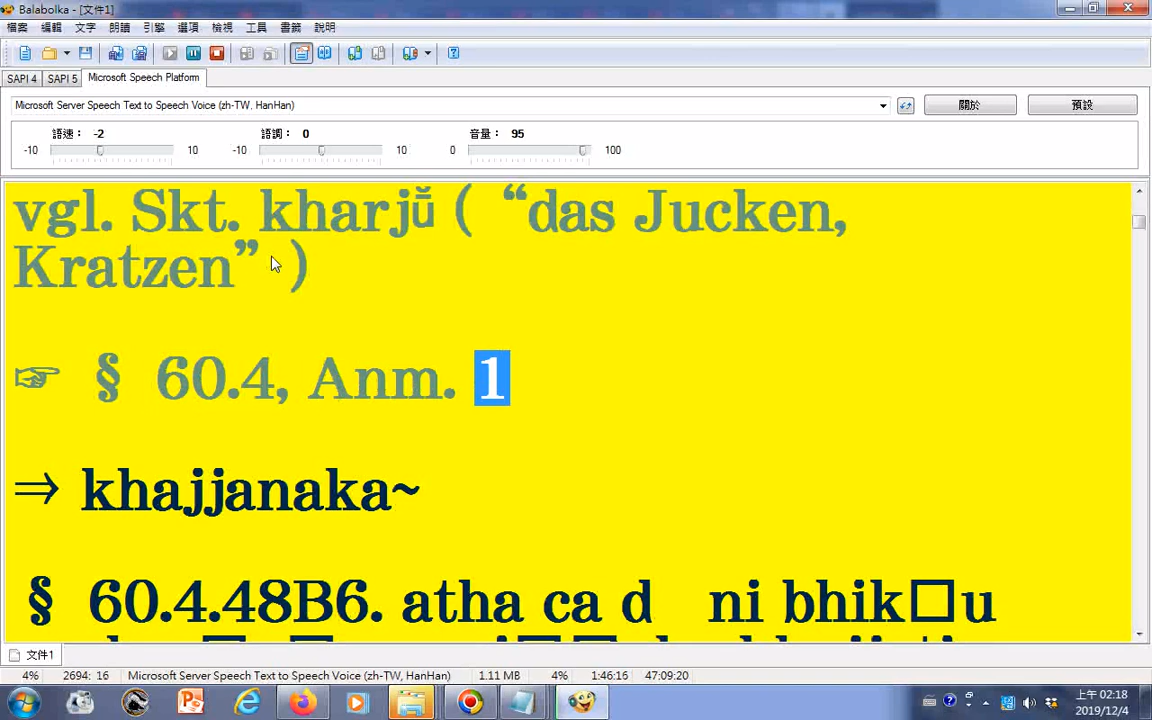 Balabolka - [文件1]
檔案 編輯 文字 朗讀 引擎 選項 檢視 工具 書籤 說明
SAPI 4 SAPI 5 Microsoft Speech Platform
Microsoft Server Speech Text to Speech Voice (zh-TW, HanHan) 關於 預設
語速： -2 語調： 0 音量： 95
-10 10 -10 10 0 100
vgl. Skt. kharjū̆ ( “das Jucken,
Kratzen” )
☞ § 60.4, Anm. 1
⇒ khajjanaka~
§ 60.4.48B6. atha ca d ni bhik□u
文件1
4% 2694: 16 Microsoft Server Speech Text to Speech Voice (zh-TW, HanHan) 1.11 MB 4% 1:46:16 47:09:20
上午 02:18
2019/12/4